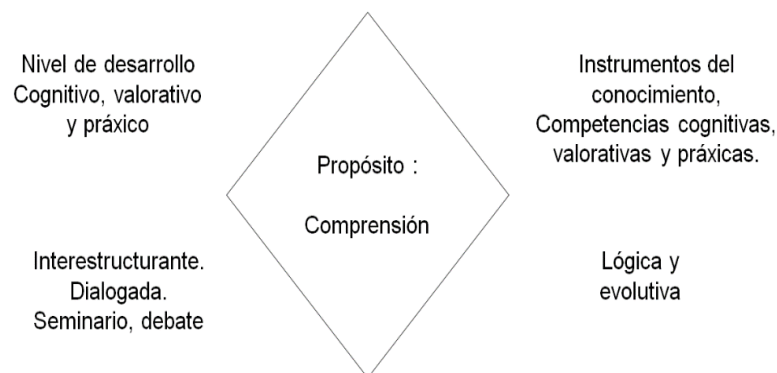 Nivel de desarrollo
Cognitivo, valorativo
y práxico
Instrumentos del
conocimiento,
Competencias cognitivas,
valorativas y práxicas.
Propósito :
Comprensión
Interestructurante.
Dialogada.
Seminario, debate
Lógica y
evolutiva